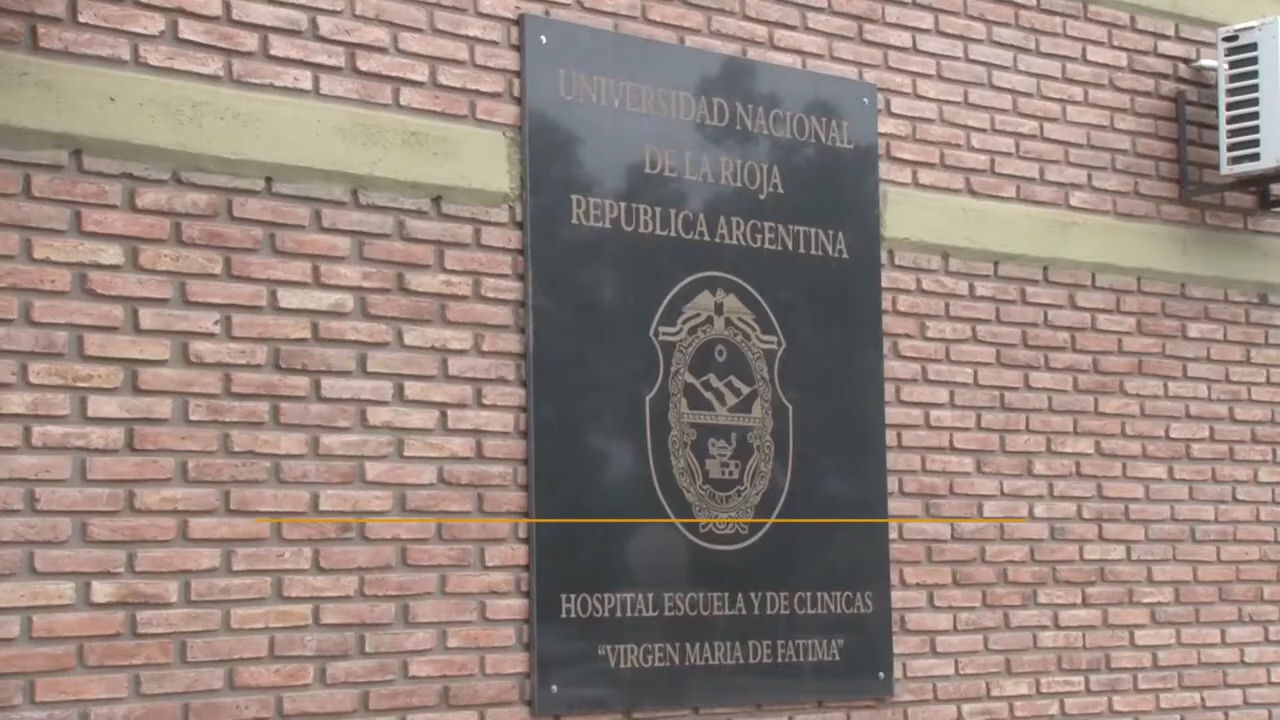 UNIVERSIDAD NACIONAL
DE LA RIOJA
REPUBLICA ARGENTINA
HOSPITAL ESCUELA Y DE CLINICAS
“VIRGEN MARIA DE FATIMA”